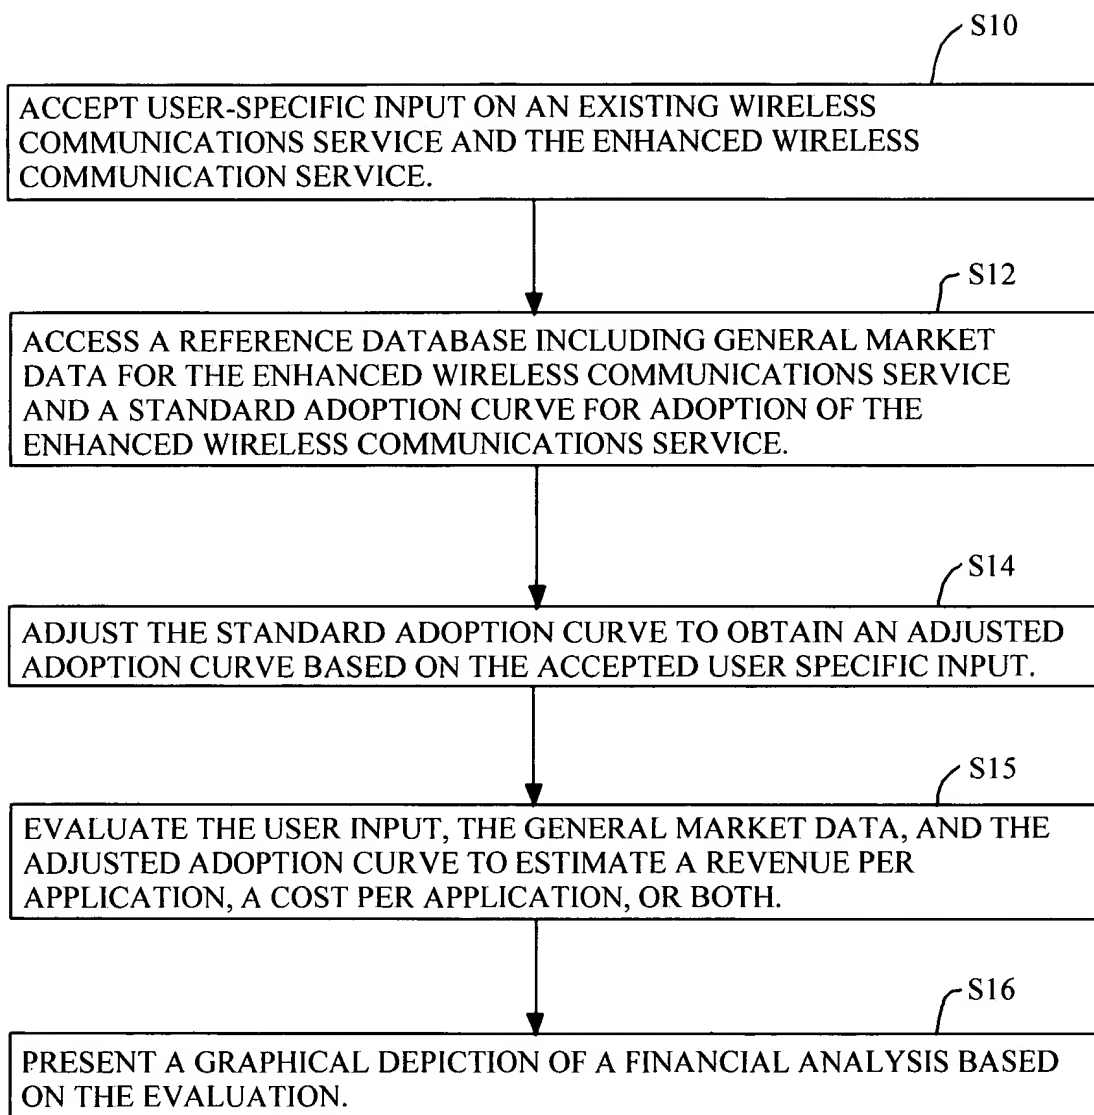 S10
ACCEPT USER-SPECIFIC INPUT ON AN EXISTING WIRELESS
COMMUNICATIONS SERVICE AND THE ENHANCED WIRELESS
COMMUNICATION SERVICE.
S12
ACCESS A REFERENCE DATABASE INCLUDING GENERAL MARKET
DATA FOR THE ENHANCED WIRELESS COMMUNICATIONS SERVICE
AND A STANDARD ADOPTION CURVE FOR ADOPTION OF THE
ENHANCED WIRELESS COMMUNICATIONS SERVICE.
S14
ADJUST THE STANDARD ADOPTION CURVE TO OBTAIN AN ADJUSTED
ADOPTION CURVE BASED ON THE ACCEPTED USER SPECIFIC INPUT.
S15
EVALUATE THE USER INPUT, THE GENERAL MARKET DATA, AND THE
ADJUSTED ADOPTION CURVE TO ESTIMATE A REVENUE PER
APPLICATION, A COST PER APPLICATION, OR BOTH.
S16
PRESENT A GRAPHICAL DEPICTION OF A FINANCIAL ANALYSIS BASED
ON THE EVALUATION.